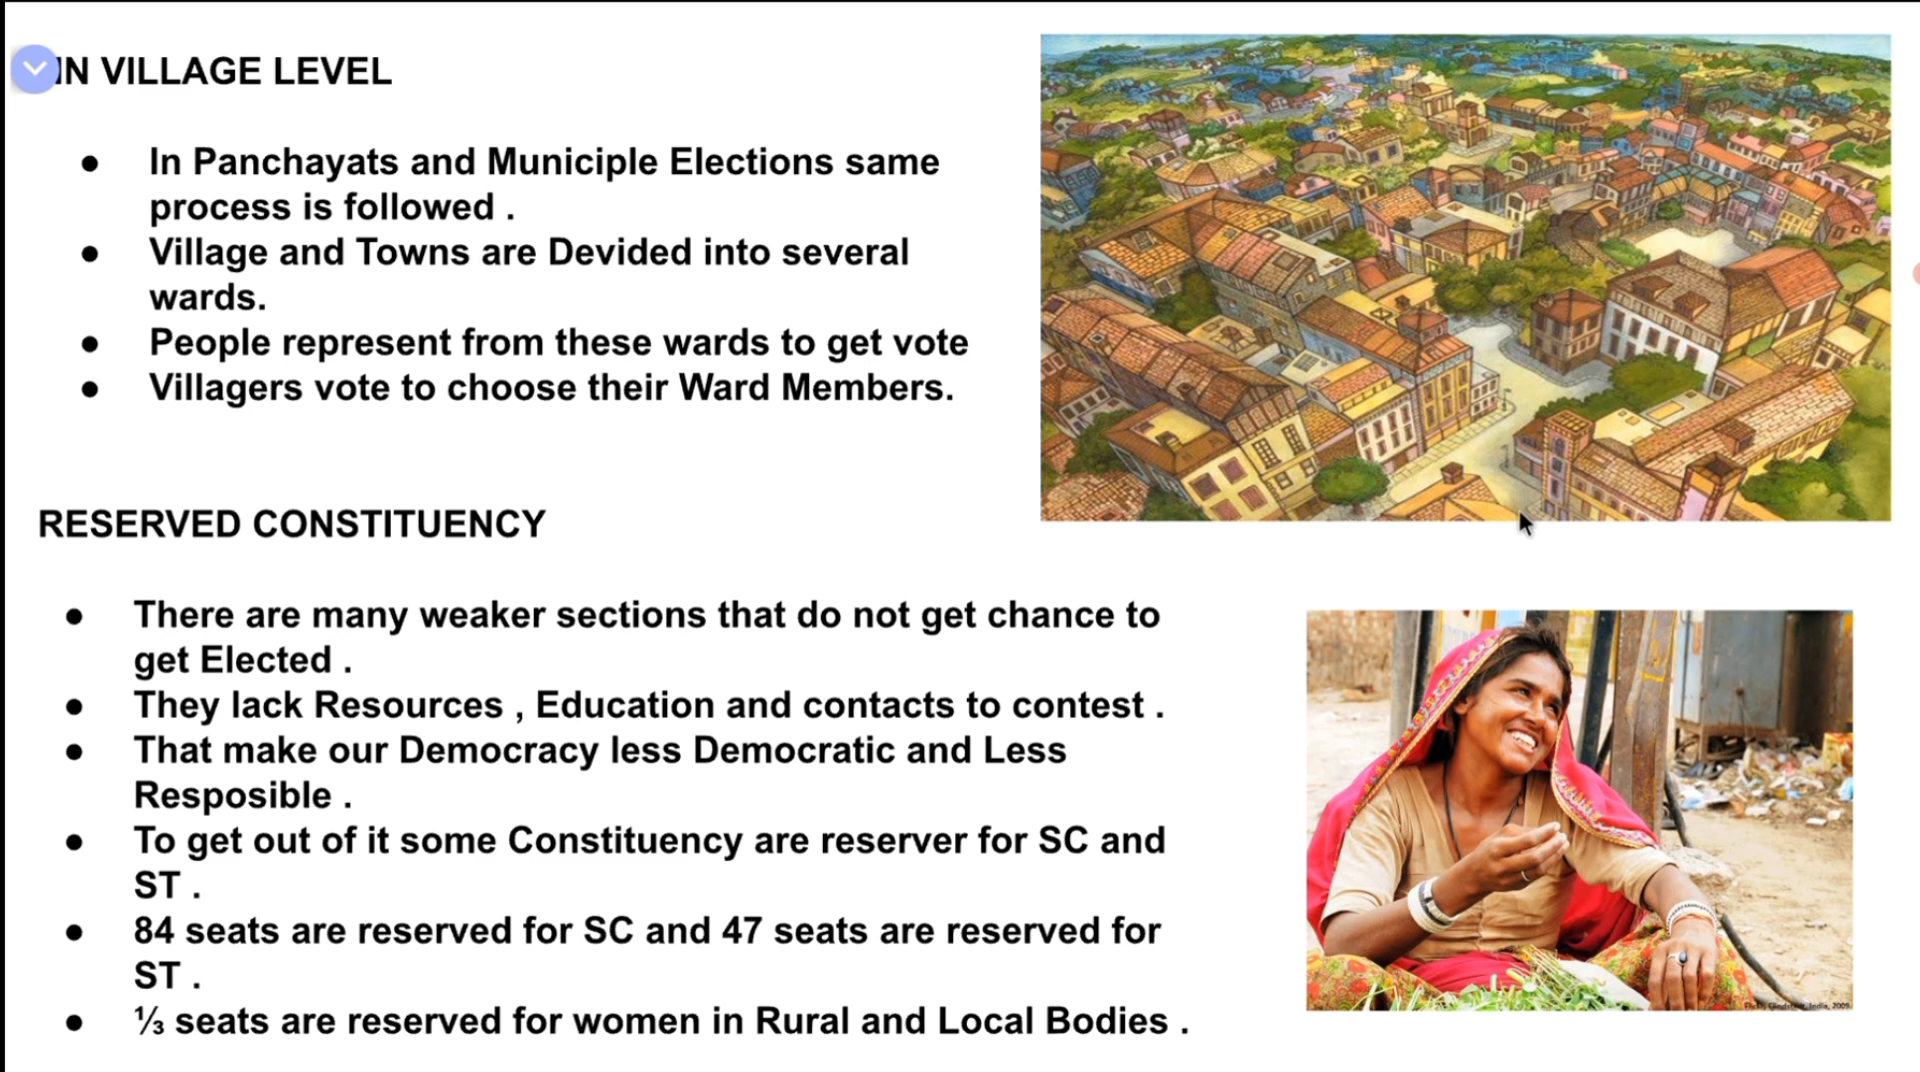 IN VILLAGE LEVEL
● In Panchayats and Municiple Elections same
process is followed .
● Village and Towns are Devided into several
wards.
● People represent from these wards to get vote
● Villagers vote to choose their Ward Members.
RESERVED CONSTITUENCY
● There are many weaker sections that do not get chance to
get Elected .
● They lack Resources , Education and contacts to contest .
● That make our Democracy less Democratic and Less
Resposible .
● To get out of it some Constituency are reserver for SC and
ST .
● 84 seats are reserved for SC and 47 seats are reserved for
ST .
● ⅓ seats are reserved for women in Rural and Local Bodies .
India, 2009